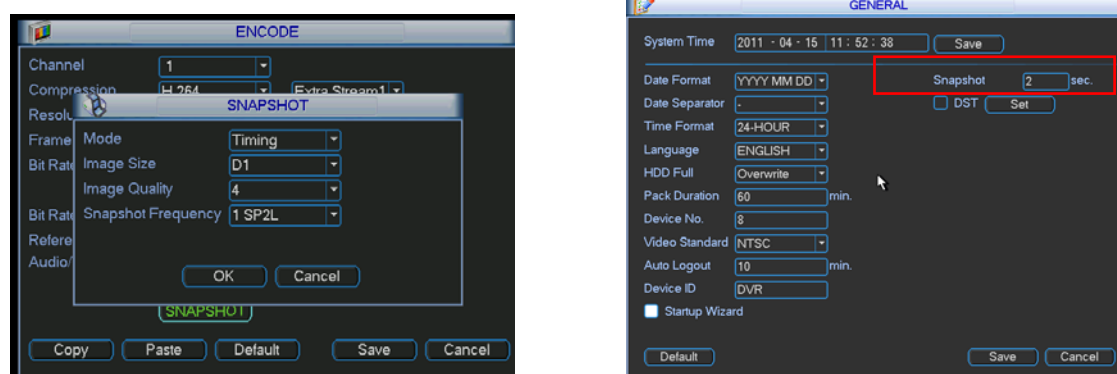 ENCODE
Channel 1
Compression H.264 Extra Stream1
SNAPSHOT
Mode Timing
Image Size D1
Image Quality 4
Snapshot Frequency 1 SP2L
OK Cancel
Frame
Bit Rate
Bit Rate
SNAPSHOT
Copy Paste Default Save Cancel
GENERAL
System Time 2011 - 04 - 15 11 : 52 : 38 Save
Date Format YYYY MM DD Snapshot 2 sec.
Date Separator - DST Set
Time Format 24-HOUR
Language ENGLISH
HDD Full Overwrite
Pack Duration 60 min.
Device No. 8
Video Standard NTSC
Auto Logout 10 min.
Device ID DVR
Startup Wizard
Default Save Cancel